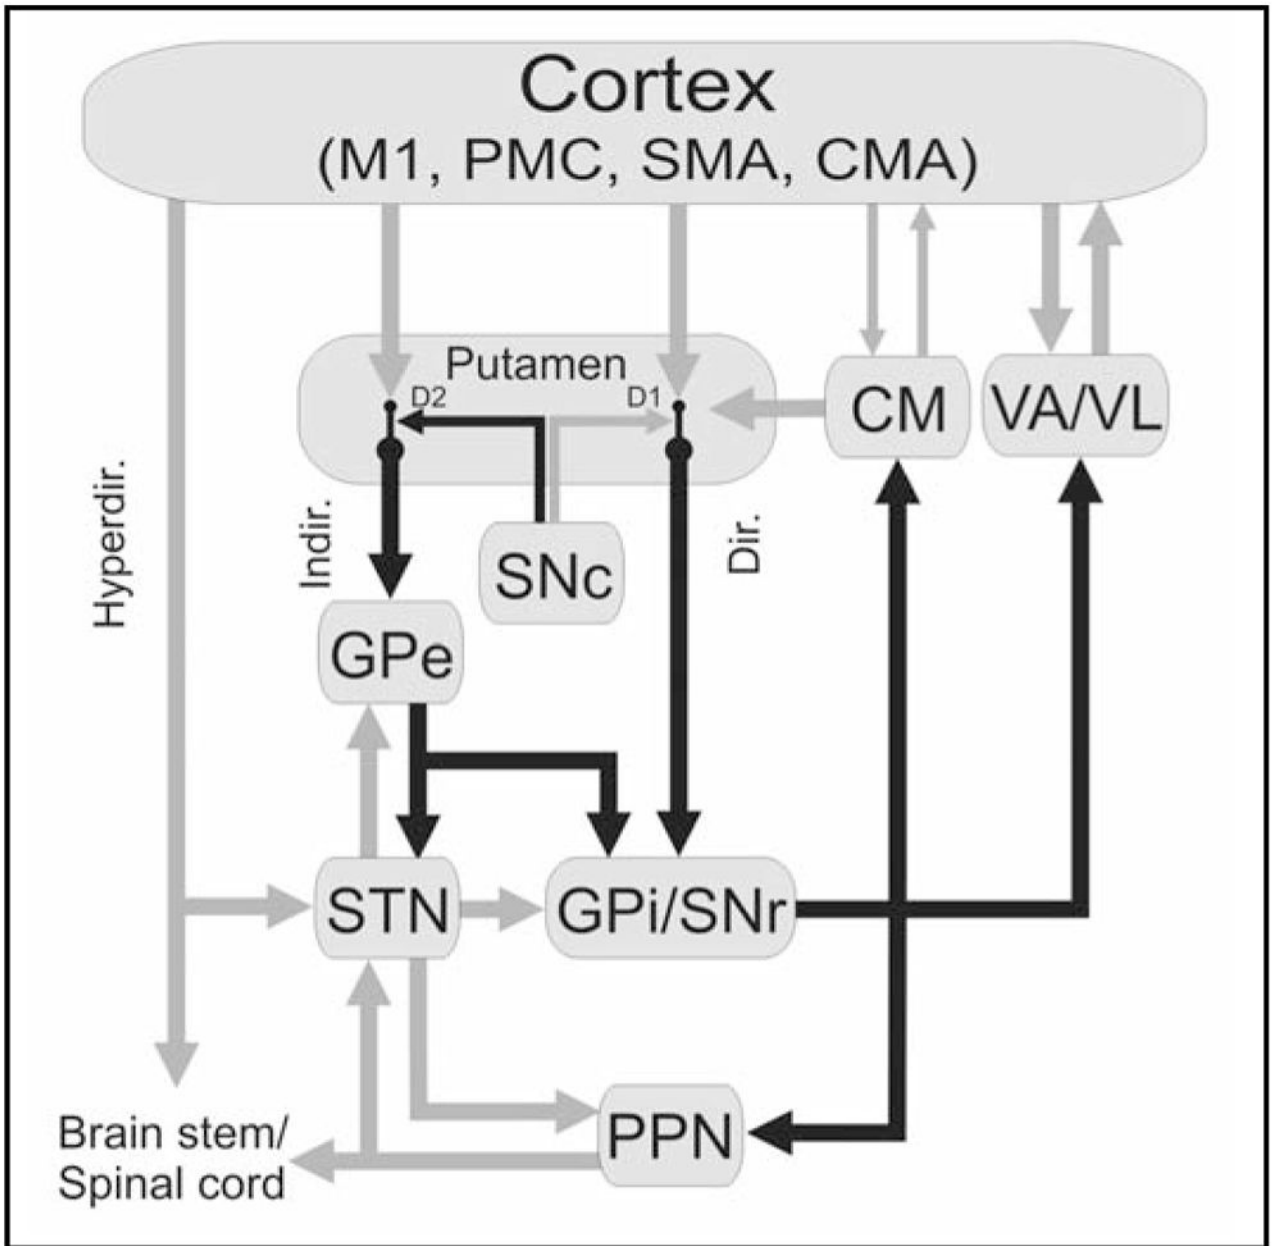 Cortex
(M1, PMC, SMA, CMA)
Putamen
D2
D1
CM
VA/VL
Hyperdir.
Indir.
SNc
Dir.
GPe
STN
GPi/SNr
Brain stem/
Spinal cord
PPN